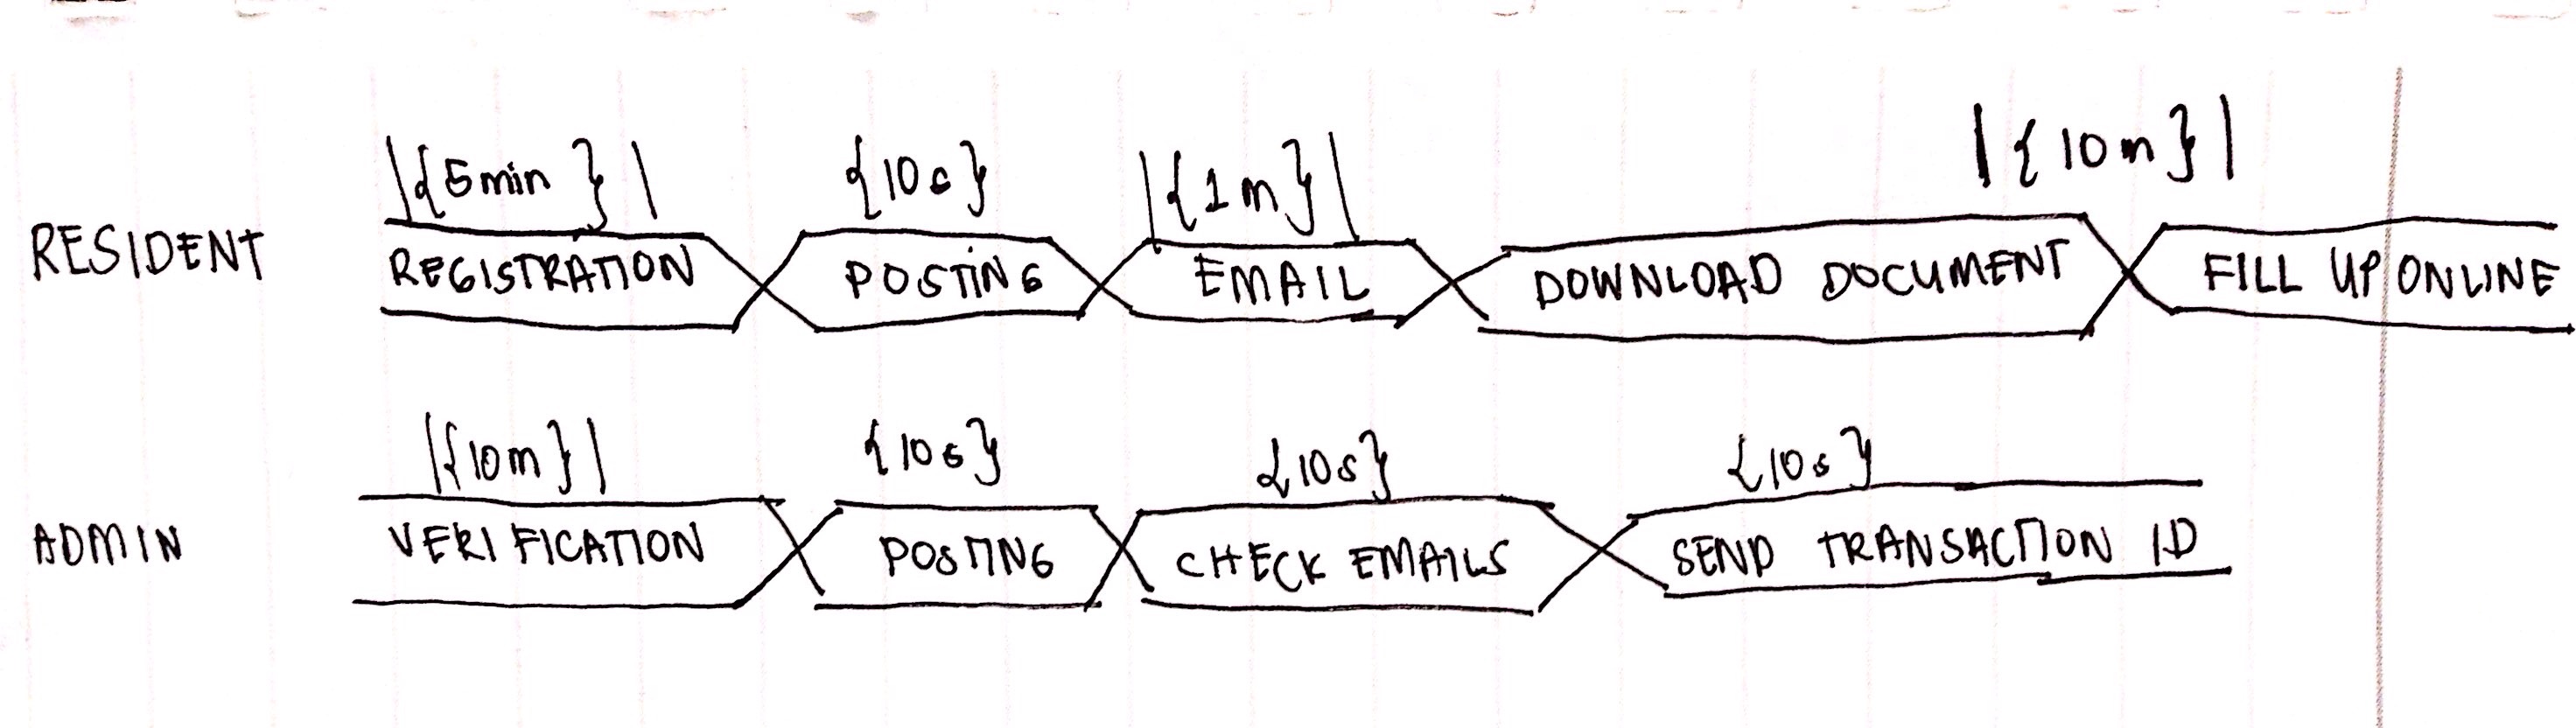 |{5min}| {10s} |{1m}| |{10m}|
RESIDENT REGISTRATION POSTING EMAIL DOWNLOAD DOCUMENT FILL UP ONLINE
|{10m}| {10s} {10s} {10s}
ADMIN VERIFICATION POSTING CHECK EMAILS SEND TRANSACTION ID